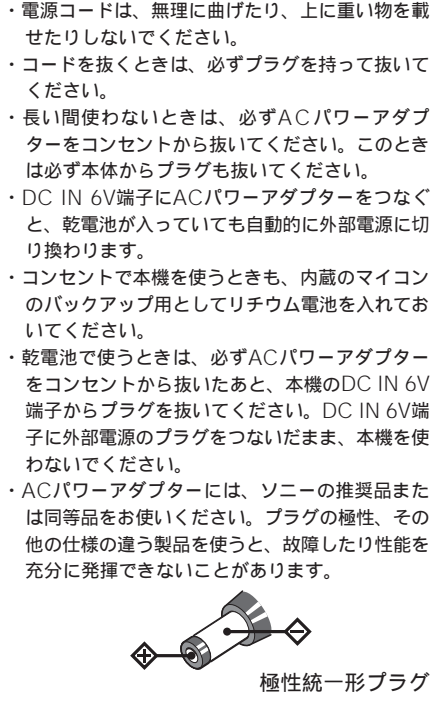 ・電源コードは、無理に曲げたり、上に重い物を載
せたりしないでください。
・コードを抜くときは、必ずプラグを持って抜いて
ください。
・長い間使わないときは、必ずACパワーアダプ
ターをコンセントから抜いてください。このとき
は必ず本体からプラグも抜いてください。
・DC IN 6V端子にACパワーアダプターをつなぐ
と、乾電池が入っていても自動的に外部電源に切
り換わります。
・コンセントで本機を使うときも、内蔵のマイコン
のバックアップ用としてリチウム電池を入れてお
いてください。
・乾電池で使うときは、必ずACパワーアダプター
をコンセントから抜いたあと、本機のDC IN 6V
端子からプラグを抜いてください。DC IN 6V端
子に外部電源のプラグをつないだまま、本機を使
わないでください。
・ACパワーアダプターには、ソニーの推奨品また
は同等品をお使いください。プラグの極性、その
他の仕様の違う製品を使うと、故障したり性能を
充分に発揮できないことがあります。
極性統一形プラグ